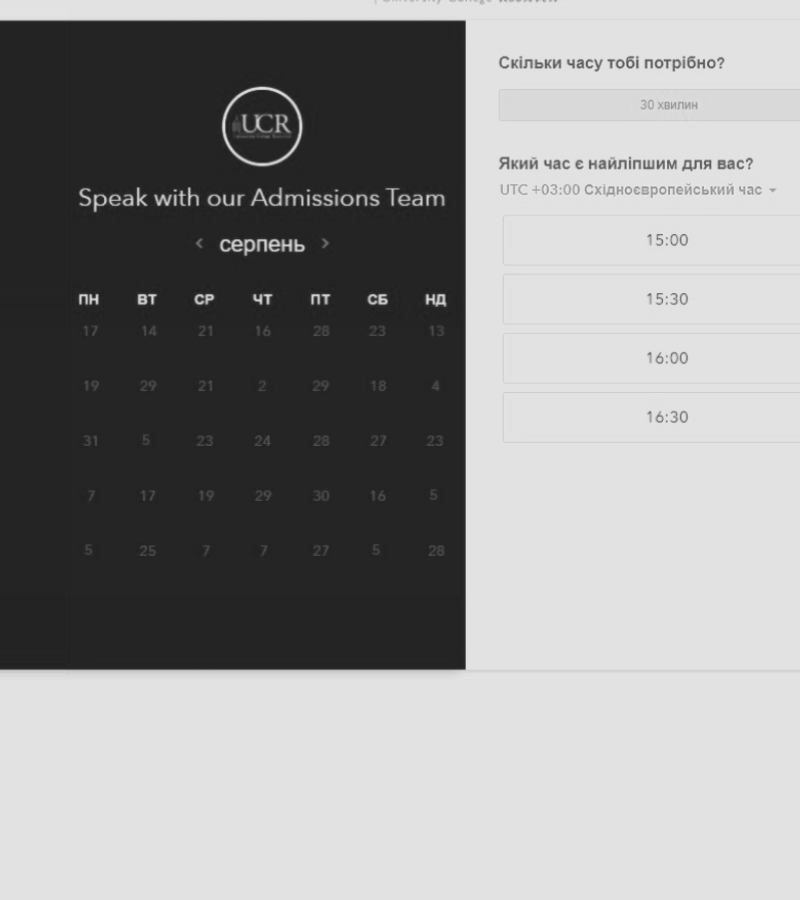 UCR
Speak with our Admissions Team
серпень
ПН ВТ СР ЧТ ПТ СБ НД
17 14 21 16 28 23 13
19 29 21 2 29 18 4
31 5 23 24 28 27 23
7 17 19 29 30 16 5
5 25 7 7 27 5 28
Скільки часу тобі потрібно?
30 хвилин
Який час є найліпшим для вас?
UTC +03:00 Східноєвропейський час
15:00
15:30
16:00
16:30